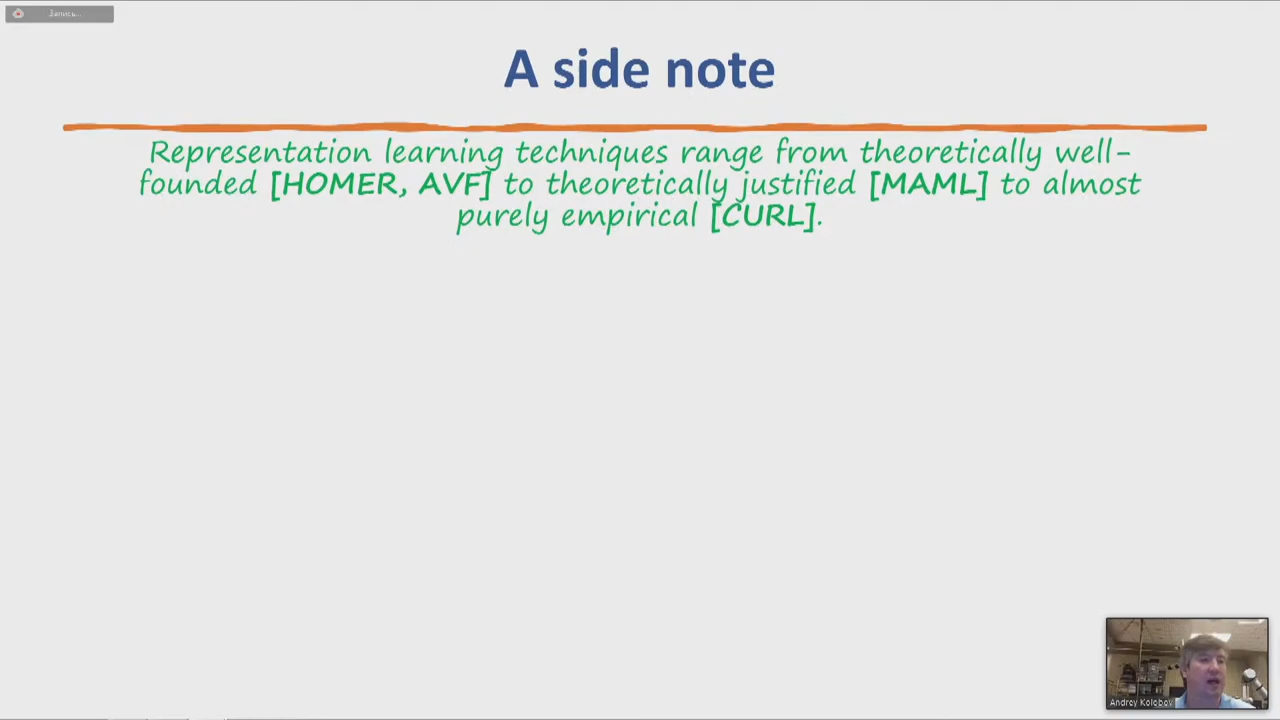 Запись...
A side note
Representation learning techniques range from theoretically well-
founded [HOMER, AVF] to theoretically justified [MAML] to almost
purely empirical [CURL].
Andrey Kolobov